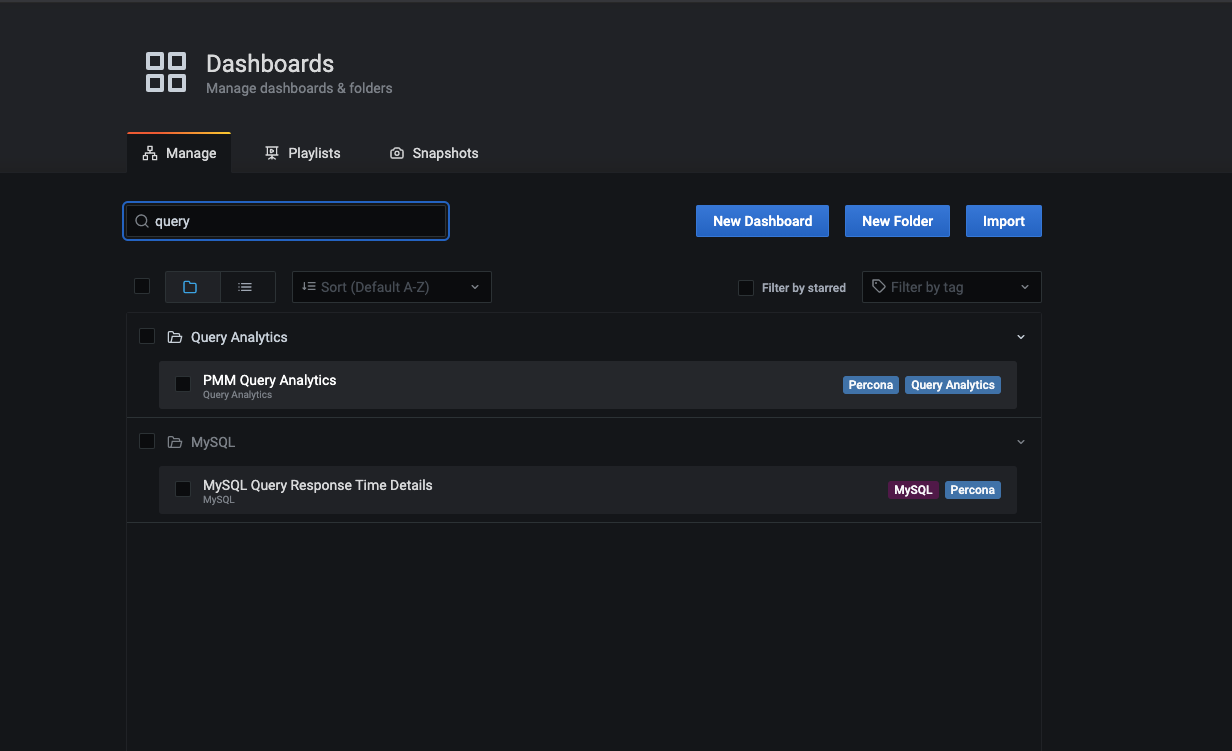 Dashboards
Manage dashboards & folders
Manage Playlists Snapshots
query New Dashboard New Folder Import
Sort (Default A-Z) Filter by starred Filter by tag
Query Analytics
PMM Query Analytics Percona Query Analytics
Query Analytics
MySQL
MySQL Query Response Time Details MySQL Percona
MySQL